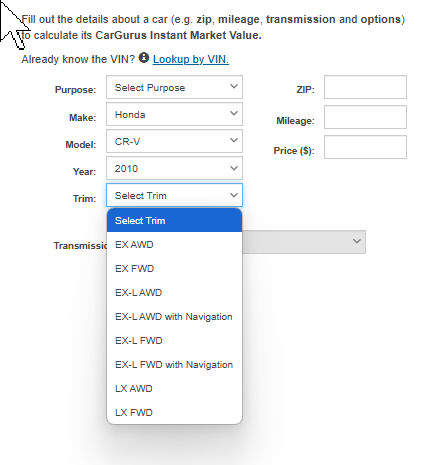 Fill out the details about a car (e.g. zip, mileage, transmission and options)
to calculate its CarGurus Instant Market Value.
Already know the VIN? Lookup by VIN.
Purpose: Select Purpose ZIP:
Make: Honda Mileage:
Model: CR-V Price ($):
Year: 2010
Trim: Select Trim
Select Trim
EX AWD
Transmissio
EX FWD
EX-L AWD
EX-L AWD with Navigation
EX-L FWD
EX-L FWD with Navigation
LX AWD
LX FWD